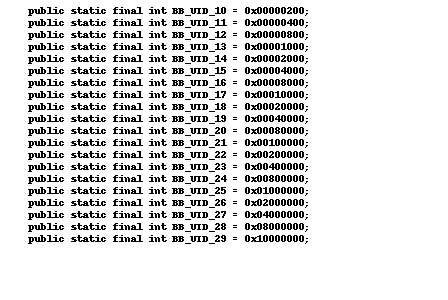 public static final int BB_UID_10 = 0x00000200;
public static final int BB_UID_11 = 0x00000400;
public static final int BB_UID_12 = 0x00000800;
public static final int BB_UID_13 = 0x00001000;
public static final int BB_UID_14 = 0x00002000;
public static final int BB_UID_15 = 0x00004000;
public static final int BB_UID_16 = 0x00008000;
public static final int BB_UID_17 = 0x00010000;
public static final int BB_UID_18 = 0x00020000;
public static final int BB_UID_19 = 0x00040000;
public static final int BB_UID_20 = 0x00080000;
public static final int BB_UID_21 = 0x00100000;
public static final int BB_UID_22 = 0x00200000;
public static final int BB_UID_23 = 0x00400000;
public static final int BB_UID_24 = 0x00800000;
public static final int BB_UID_25 = 0x01000000;
public static final int BB_UID_26 = 0x02000000;
public static final int BB_UID_27 = 0x04000000;
public static final int BB_UID_28 = 0x08000000;
public static final int BB_UID_29 = 0x10000000;